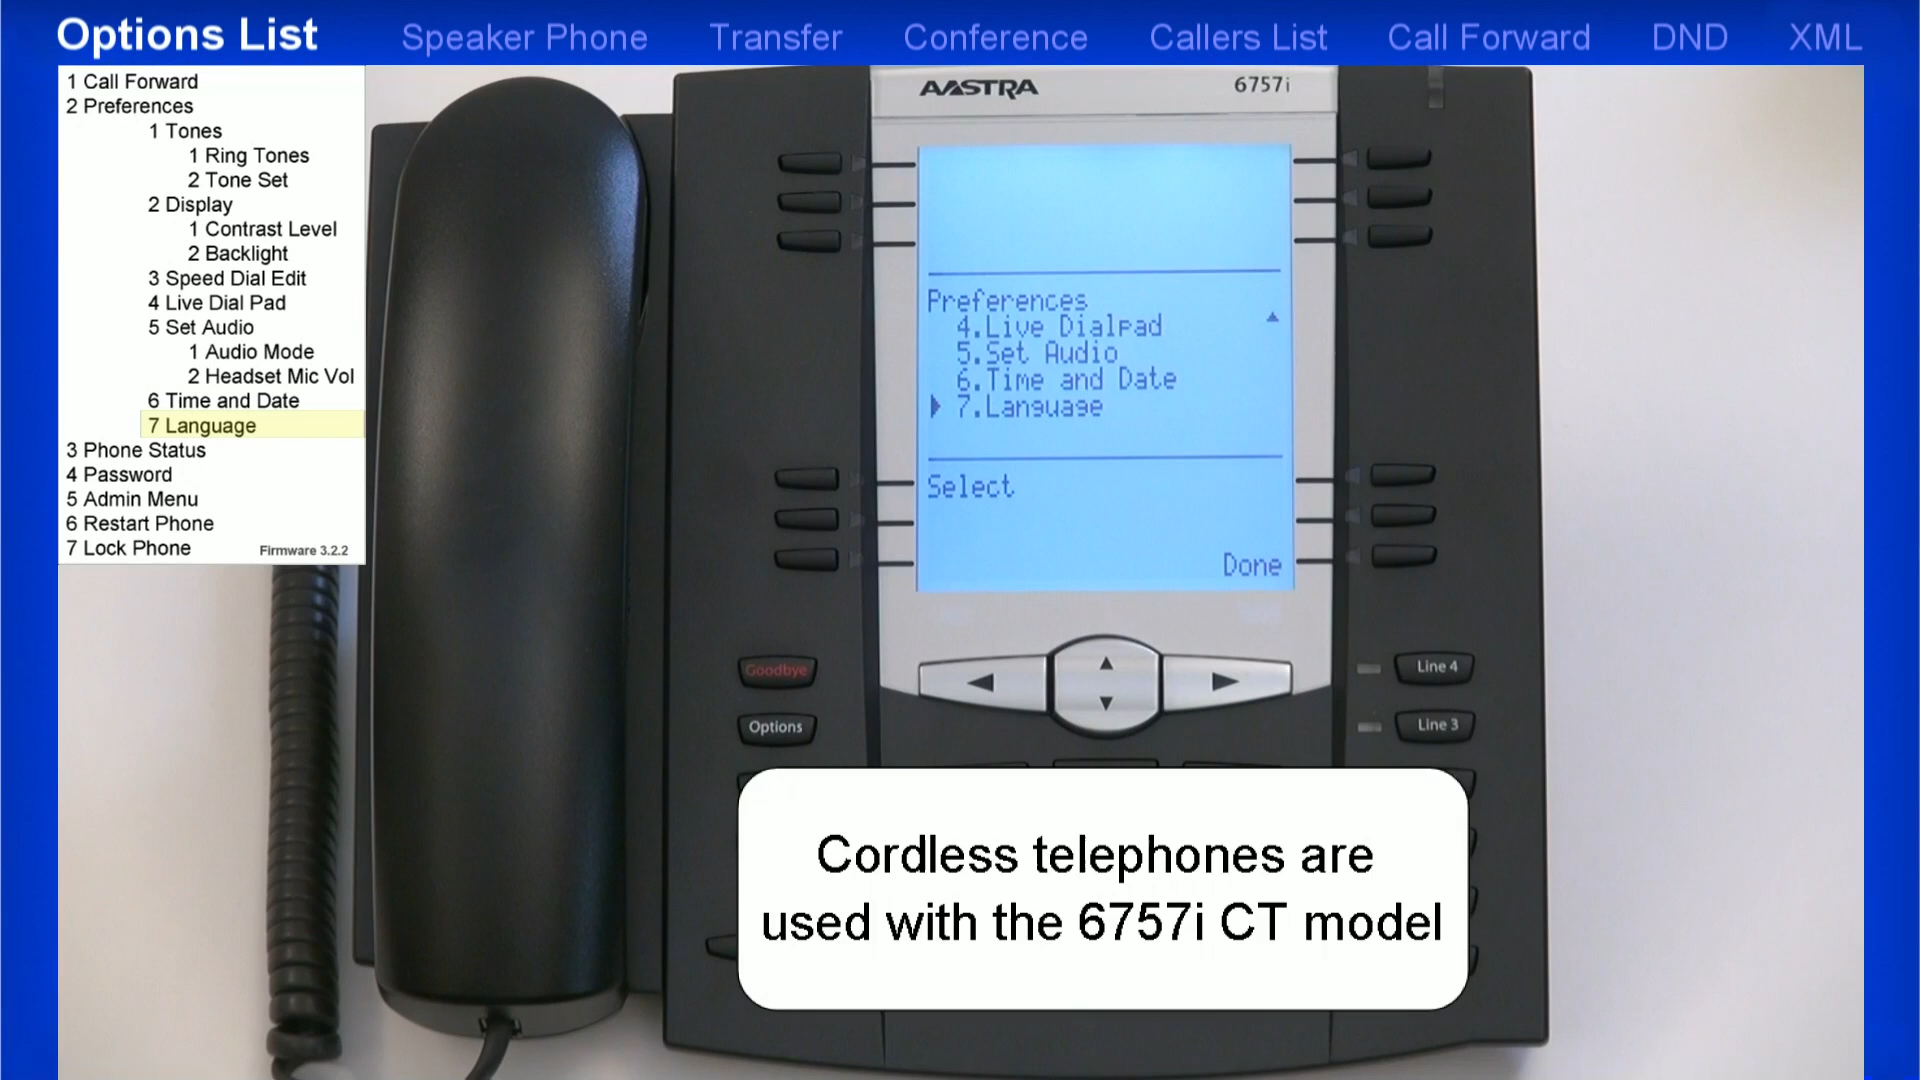 Options List Speaker Phone Transfer Conference Callers List Call Forward DND XML
1 Call Forward
2 Preferences
1 Tones
1 Ring Tones
2 Tone Set
2 Display
1 Contrast Level
2 Backlight
3 Speed Dial Edit
4 Live Dial Pad
5 Set Audio
1 Audio Mode
2 Headset Mic Vol
6 Time and Date
7 Language
3 Phone Status
4 Password
5 Admin Menu
6 Restart Phone
7 Lock Phone
Firmware 3.2.2
AASTRA 6757i
Preferences
4.Live Dialpad
5.Set Audio
6.Time and Date
7.Language
Select
Done
Goodbye
Options
Line 4
Line 3
Cordless telephones are
used with the 6757i CT model